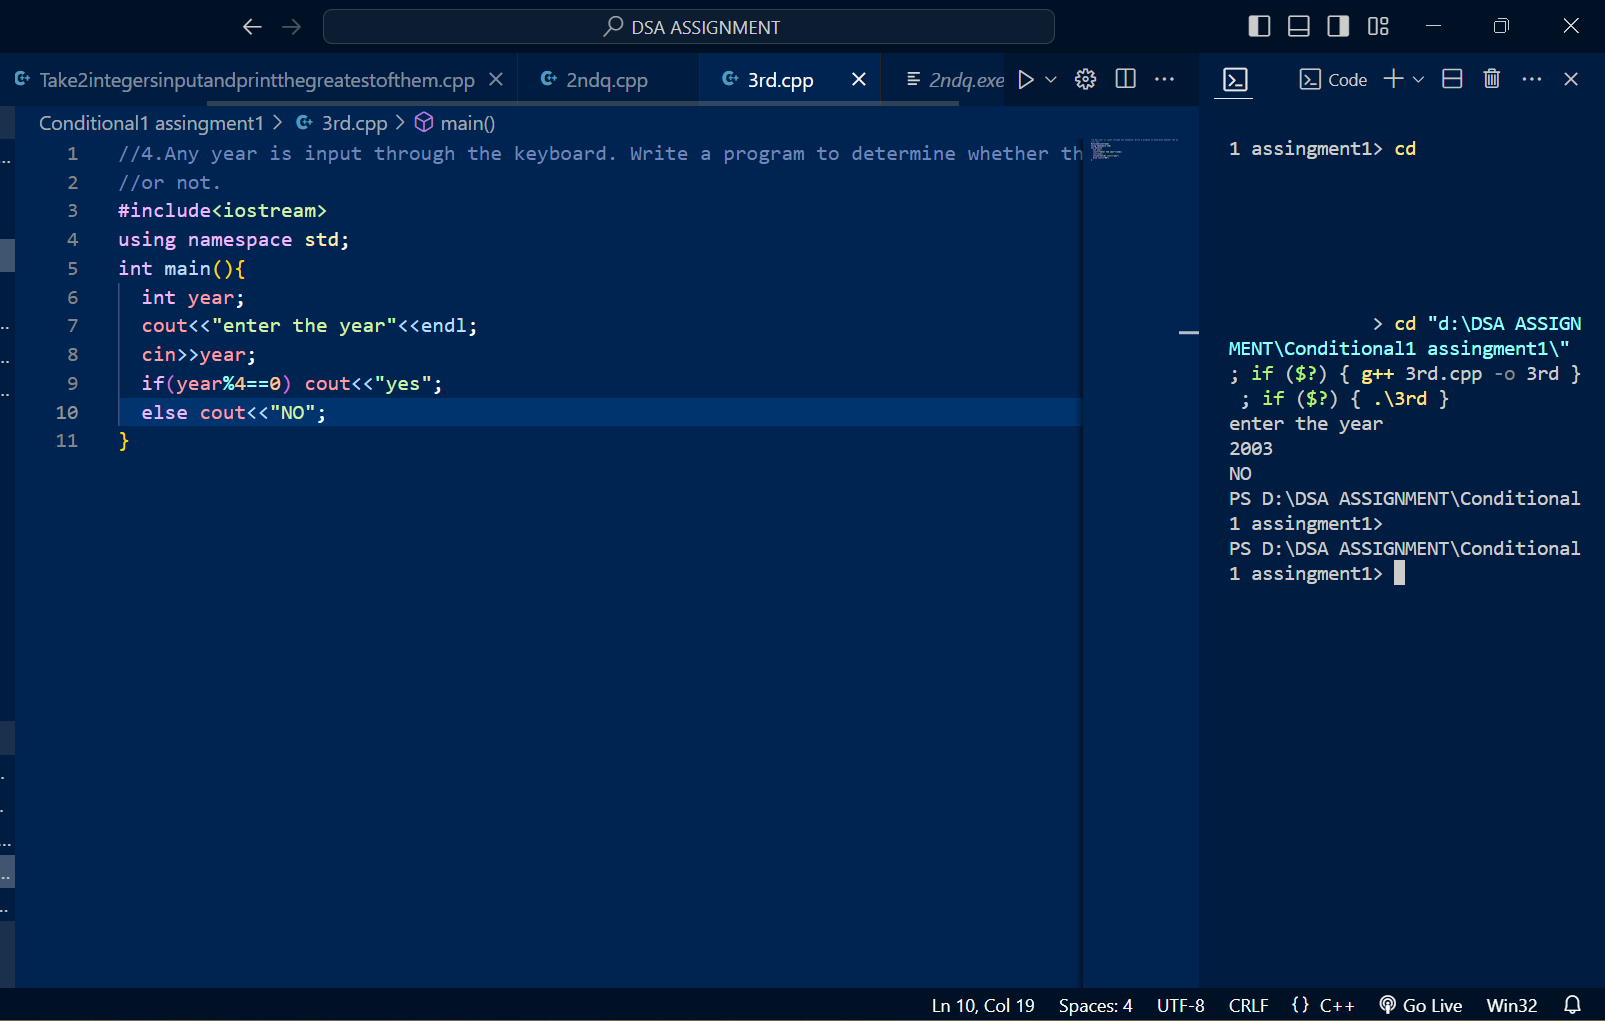 DSA ASSIGNMENT
Take2integersinputandprintthegreatestofthem.cpp
2ndq.cpp
3rd.cpp
2ndq.exe
Code
Conditional1 assingment1 > 3rd.cpp > main()
1 //4.Any year is input through the keyboard. Write a program to determine whether th
2 //or not.
3 #include<iostream>
4 using namespace std;
5 int main(){
6 int year;
7 cout<<"enter the year"<<endl;
8 cin>>year;
9 if(year%4==0) cout<<"yes";
10 else cout<<"NO";
11 }
1 assingment1> cd
> cd "d:\DSA ASSIGN
MENT\Conditional1 assingment1\"
; if ($?) { g++ 3rd.cpp -o 3rd }
; if ($?) { .\3rd }
enter the year
2003
NO
PS D:\DSA ASSIGNMENT\Conditional
1 assingment1>
PS D:\DSA ASSIGNMENT\Conditional
1 assingment1>
Ln 10, Col 19 Spaces: 4 UTF-8 CRLF {} C++ Go Live Win32